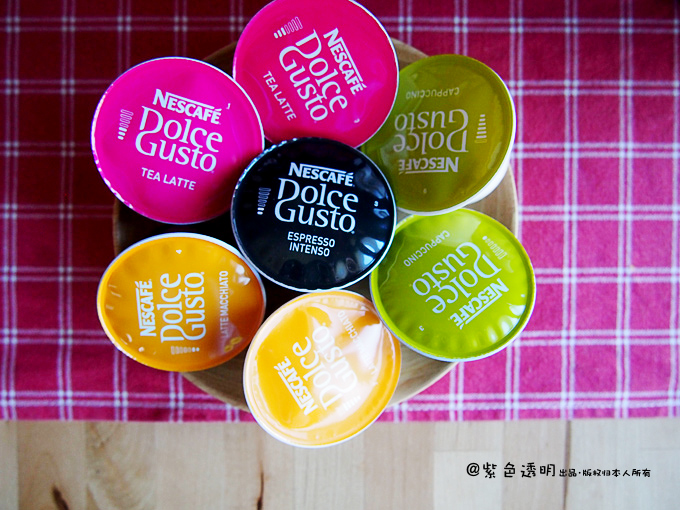 NESCAFÉ
Dolce
Gusto
TEA LATTE
NESCAFÉ
Dolce
Gusto
TEA LATTE
NESCAFÉ
Dolce
Gusto
CAPPUCCINO
NESCAFÉ
Dolce
Gusto
ESPRESSO
INTENSO
NESCAFÉ
Dolce
Gusto
CAPPUCCINO
NESCAFÉ
Dolce
Gusto
LATTE MACCHIATO
NESCAFÉ
Dolce
Gusto
@紫色透明出品·版权归本人所有